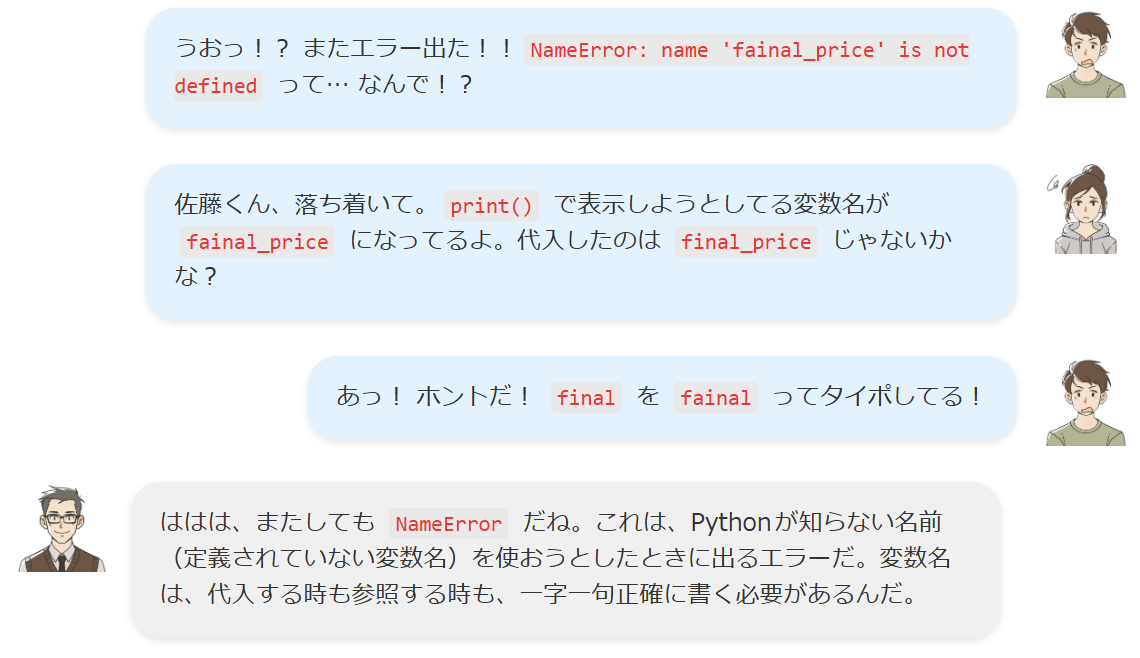 うおっ！？ またエラー出た！！ NameError: name 'fainal_price' is not
defined って… なんで！？
佐藤くん、落ち着いて。 print() で表示しようとしてる変数名が
fainal_price になってるよ。代入したのは final_price じゃないか
な？
あっ！ ホントだ！ final を fainal ってタイポしてる！
ははは、またしても NameError だね。これは、Pythonが知らない名前
（定義されていない変数名）を使おうとしたときに出るエラーだ。変数名
は、代入する時も参照する時も、一字一句正確に書く必要があるんだ。